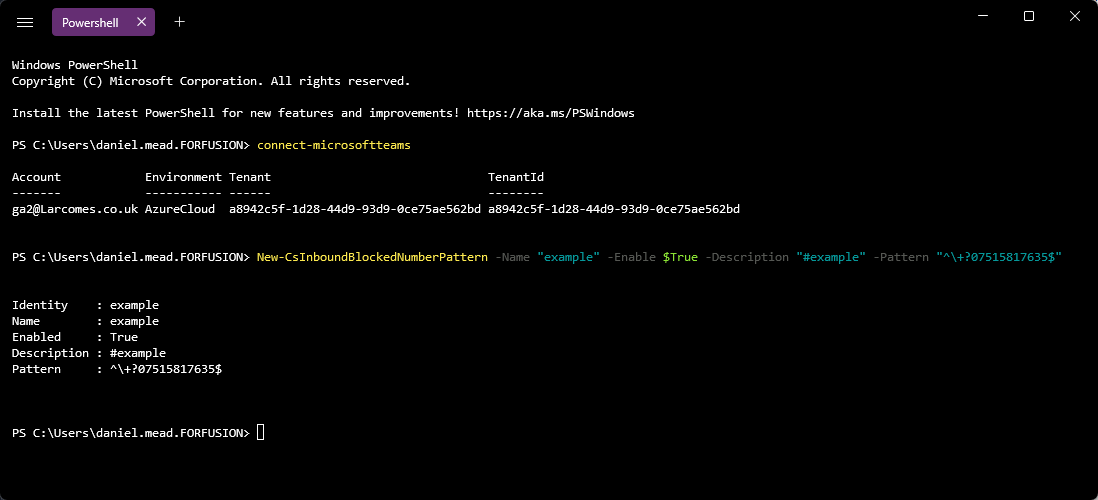 Powershell
Windows PowerShell
Copyright (C) Microsoft Corporation. All rights reserved.
Install the latest PowerShell for new features and improvements! https://aka.ms/PSWindows
PS C:\Users\daniel.mead.FORFUSION> connect-microsoftteams
Account            Environment Tenant                               TenantId
-------            ----------- ------                               --------
ga2@Larcomes.co.uk AzureCloud  a8942c5f-1d28-44d9-93d9-0ce75ae562bd a8942c5f-1d28-44d9-93d9-0ce75ae562bd
PS C:\Users\daniel.mead.FORFUSION> New-CsInboundBlockedNumberPattern -Name "example" -Enable $True -Description "#example" -Pattern "^\+?07515817635$"
Identity    : example
Name        : example
Enabled     : True
Description : #example
Pattern     : ^\+?07515817635$
PS C:\Users\daniel.mead.FORFUSION>